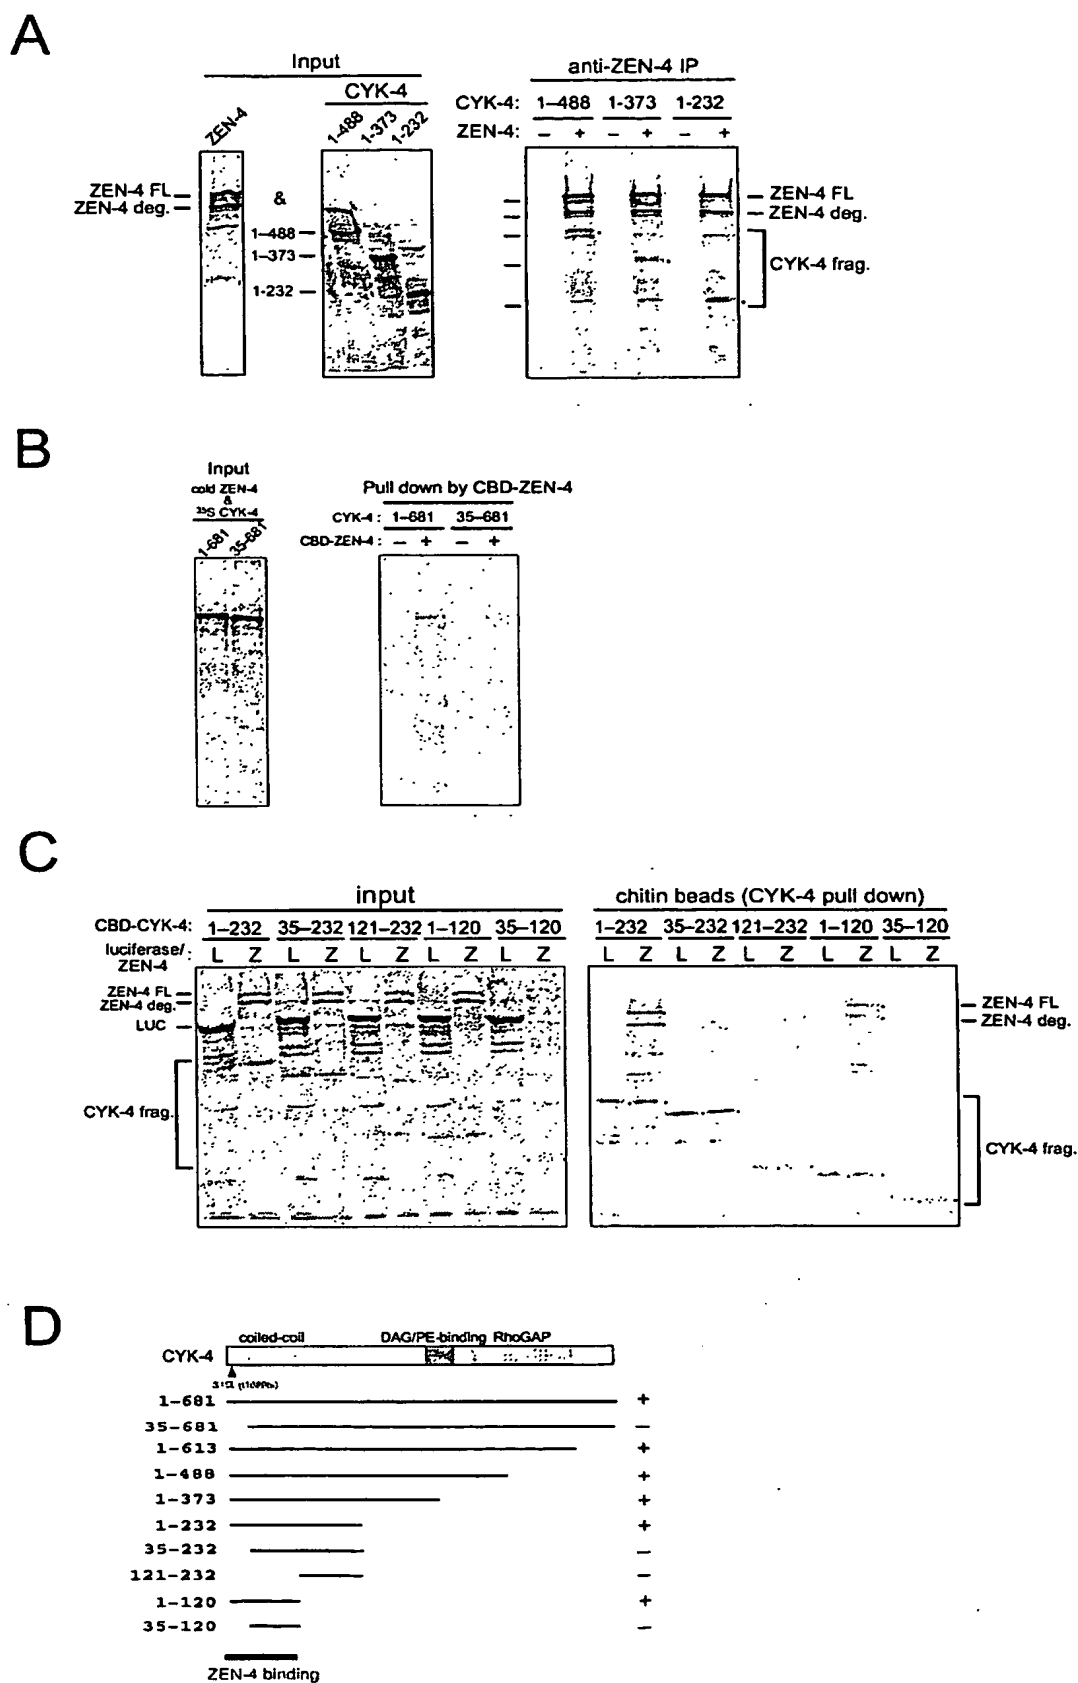 A
Input
CYK-4
ZEN-4
1-488
1-373
1-232
ZEN-4 FL
ZEN-4 deg.
&
1-488
1-373
1-232
anti-ZEN-4 IP
CYK-4: 1-488 1-373 1-232
ZEN-4: - + - + - +
ZEN-4 FL
ZEN-4 deg.
CYK-4 frag.
B
Input
cold ZEN-4
&
35S CYK-4
1-681
35-681
Pull down by CBD-ZEN-4
CYK-4 : 1-681 35-681
CBD-ZEN-4 : - + - +
C
input
CBD-CYK-4: 1-232 35-232 121-232 1-120 35-120
luciferase/
ZEN-4 : L Z L Z L Z L Z L Z
ZEN-4 FL
ZEN-4 deg.
LUC
CYK-4 frag.
chitin beads (CYK-4 pull down)
1-232 35-232 121-232 1-120 35-120
L Z L Z L Z L Z L Z
ZEN-4 FL
ZEN-4 deg.
CYK-4 frag.
D
coiled-coil DAG/PE-binding RhoGAP
CYK-4
1-681 +
35-681 -
1-613 +
1-488 +
1-373 +
1-232 +
35-232 -
121-232 -
1-120 +
35-120 -
ZEN-4 binding